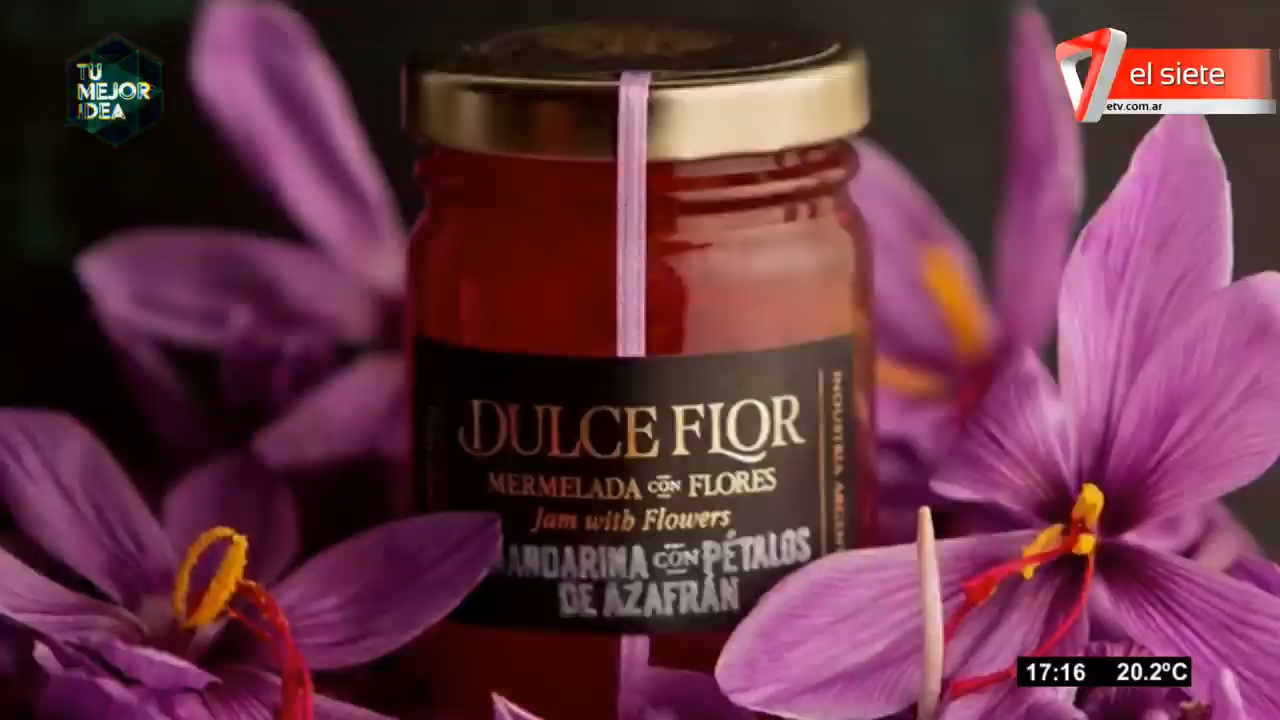 TU
MEJOR
IDEA
el siete
etv.com.ar
DULCE FLOR
MERMELADA CON FLORES
Jam with Flowers
ANDARINA CON PÉTALOS
DE AZAFRÁN
INDUSTRIA
17:16 20.2ºC